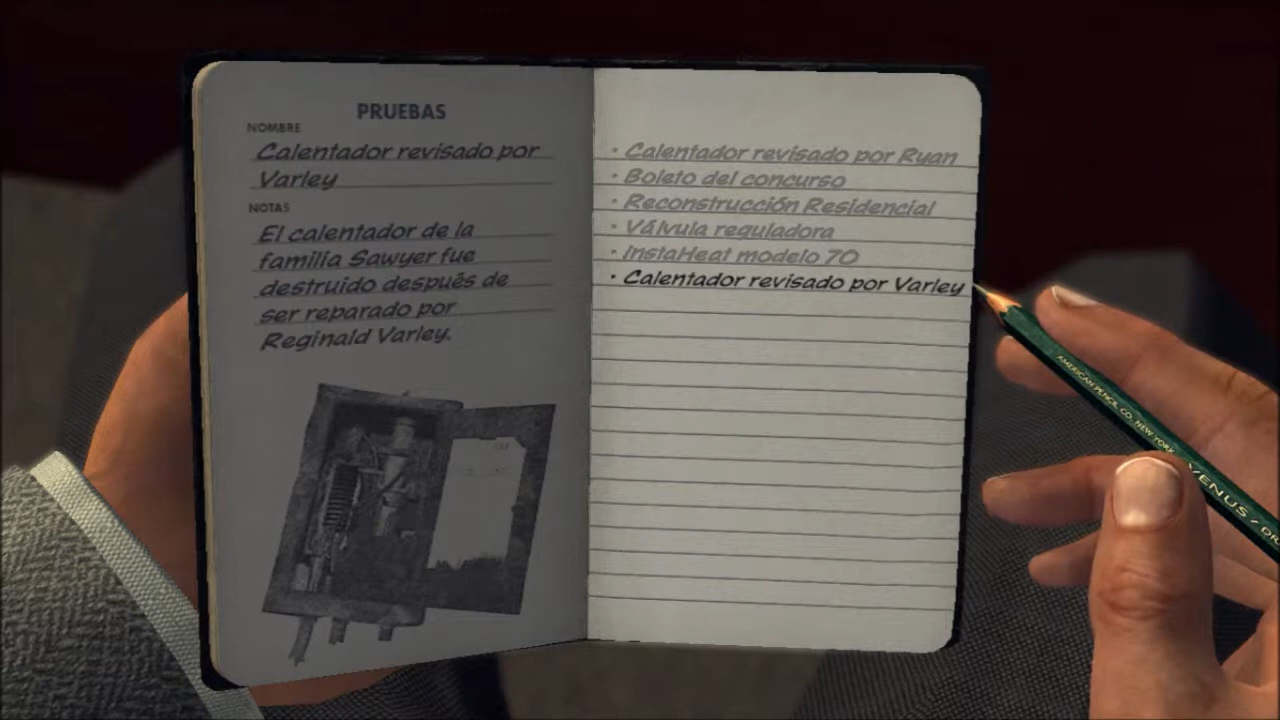 PRUEBAS
NOMBRE
Calentador revisado por
Varley
NOTAS
El calentador de la
familia Sawyer fue
destruido después de
ser reparado por
Reginald Varley.
· Calentador revisado por Ryan
· Boleto del concurso
· Reconstrucción Residencial
· Válvula reguladora
· InstaHeat modelo 70
· Calentador revisado por Varley
AMERICAN PENCIL CO. NEW YORK VENUS / DR